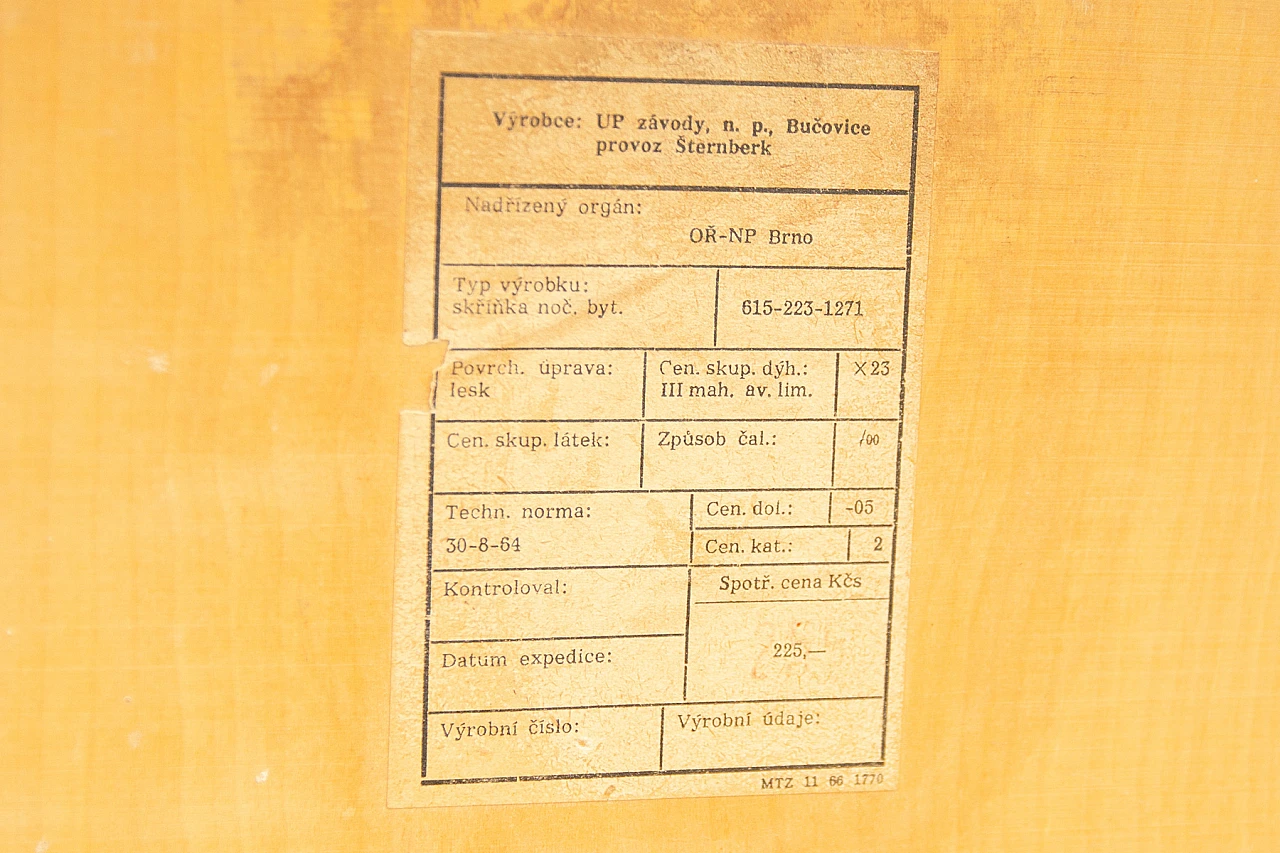 Výrobce: UP závody, n. p., Bučovice
provoz Šternberk
Nadřízený orgán:
OŘ-NP Brno
Typ výrobku:
skříňka noč. byt.
615-223-1271
Povrch. úprava:
lesk
Cen. skup. dýh.:
III mah. av. lim.
×23
Cen. skup. látek:
Způsob čal.:
/00
Techn. norma:
30-8-64
Cen. dol.:
-05
Cen. kat.:
2
Kontroloval:
Spotř. cena Kčs
225,—
Datum expedice:
Výrobní číslo:
Výrobní údaje:
MTZ 11 66 1770